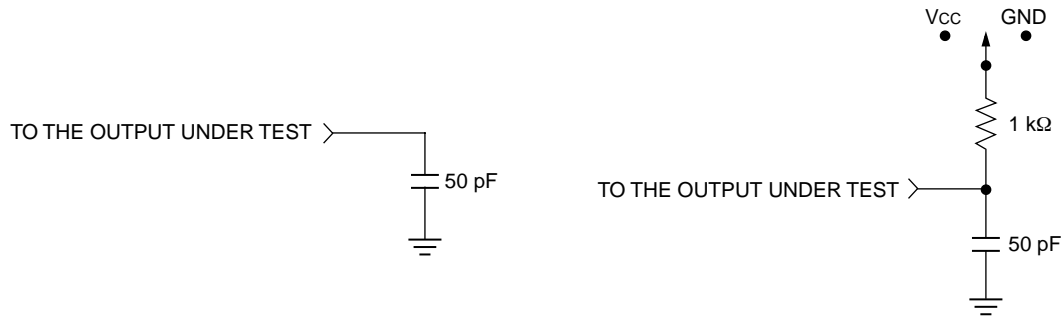 TO THE OUTPUT UNDER TEST
50 pF
VCC GND
1 kΩ
TO THE OUTPUT UNDER TEST
50 pF